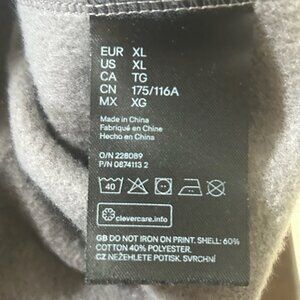 EUR XL
US XL
CA TG
CN 175/116A
MX XG
Made in China
Fabriqué en Chine
Hecho en China
O/N 228089
P/N 0874113 2
40
clevercare.info
GB DO NOT IRON ON PRINT, SHELL: 60%
COTTON 40% POLYESTER.
CZ NEŽEHLETE POTISK. SVRCHNÍ